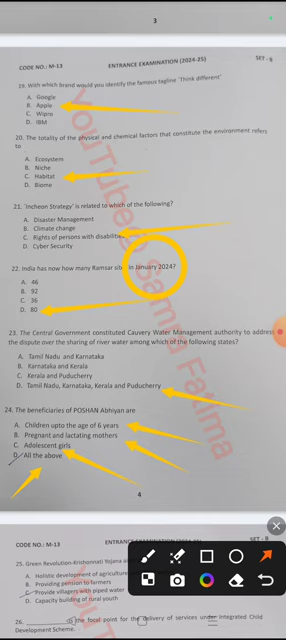 3
CODE NO.: M-13 ENTRANCE EXAMINATION (2024-25) SET - B
19. With which brand would you identify the famous tagline 'Think different'
A. Google
B. Apple
C. Wipro
D. IBM
20. The totality of the physical and chemical factors that constitute the environment refers
to
A. Ecosystem
B. Niche
C. Habitat
D. Biome
21. 'Incheon Strategy' is related to which of the following?
A. Disaster Management
B. Climate change
C. Rights of persons with disabilities
D. Cyber Security
22. India has now how many Ramsar sites in January 2024?
A. 46
B. 92
C. 36
D. 80
23. The Central Government constituted Cauvery Water Management authority to address
the dispute over the sharing of river water among which of the following states?
A. Tamil Nadu and Karnataka
B. Karnataka and Kerala
C. Kerala and Puducherry
D. Tamil Nadu, Karnataka, Kerala and Puducherry
24. The beneficiaries of POSHAN Abhiyan are
A. Children upto the age of 6 years
B. Pregnant and lactating mothers
C. Adolescent girls
D. All the above
4
CODE NO.: M-13 ENTRANCE SET - B
25. Green Revolution-Krishonnati Yojana
A. Holistic development of
B. Providing pension to farmers
C. Provide villagers with piped water
D. Capacity building of rural youth
26. is the focal point for the delivery of services under Integrated Child
Development Scheme.
YouTube: Sama Fatima
YouT